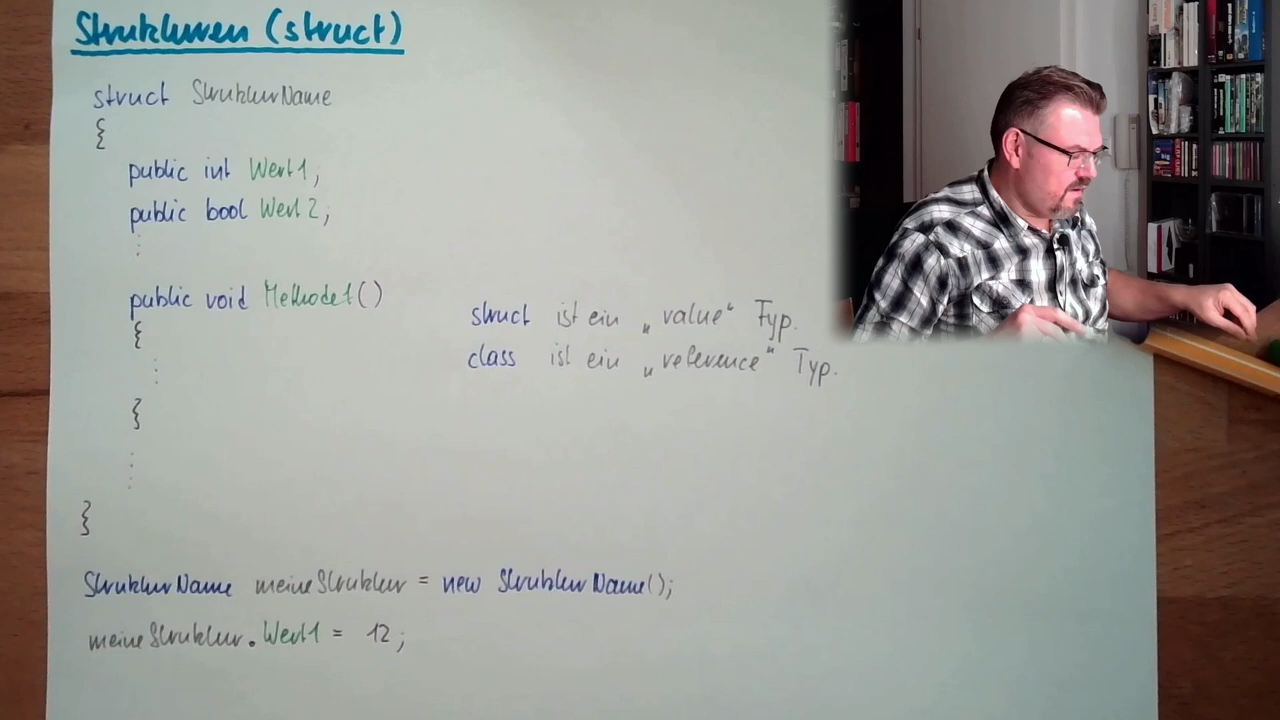 Strukturen (struct)
struct StrukturName
{
public int Wert1;
public bool Wert2;
public void Methode1()
{
}
}
struct ist ein „value“ Typ.
class ist ein „reference“ Typ.
StrukturName meineStruktur = new StrukturName();
meineStruktur.Wert1 = 12;